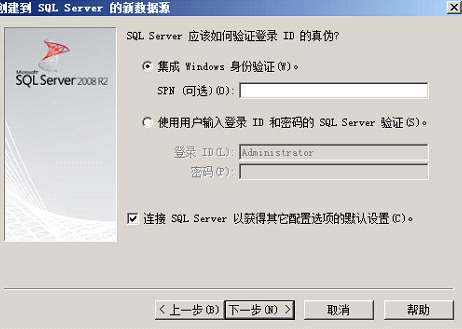 创建到 SQL Server 的新数据源
Microsoft
SQL Server 2008 R2
SQL Server 应该如何验证登录 ID 的真伪?
集成 Windows 身份验证(W)。
SPN (可选)(O):
使用用户输入登录 ID 和密码的 SQL Server 验证(S)。
登录 ID(L): Administrator
密码(P):
连接 SQL Server 以获得其它配置选项的默认设置(C)。
< 上一步(B) 下一步(N) > 取消 帮助